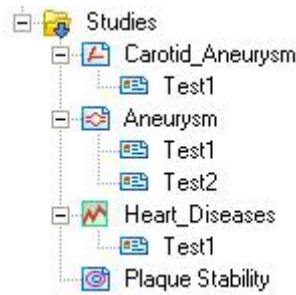 Studies
Carotid_Aneurysm
Test1
Aneurysm
Test1
Test2
Heart_Diseases
Test1
Plaque Stability